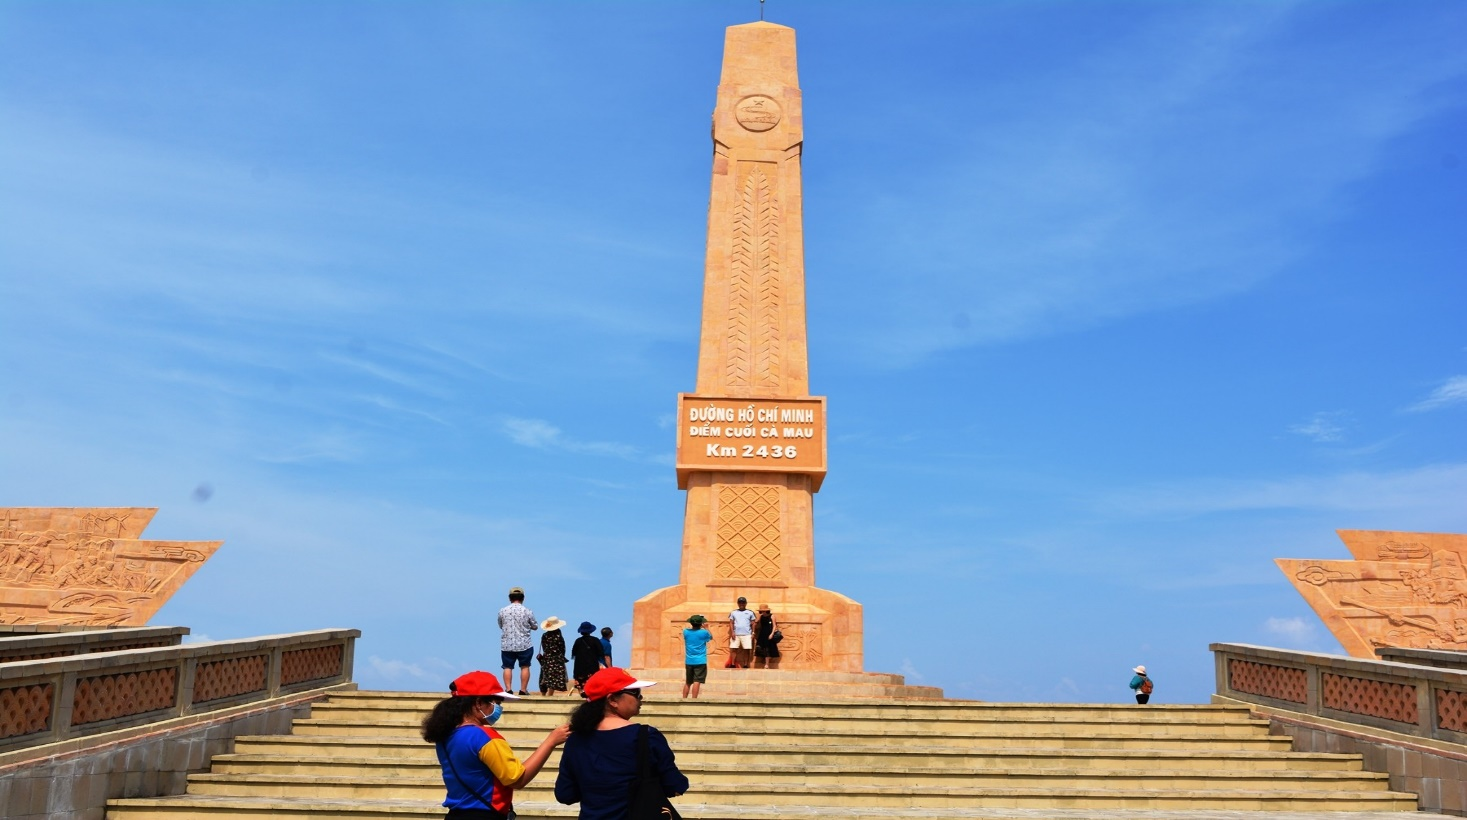 ĐƯỜNG HỒ CHÍ MINH
ĐIỂM CUỐI CÀ MAU
Km 2436